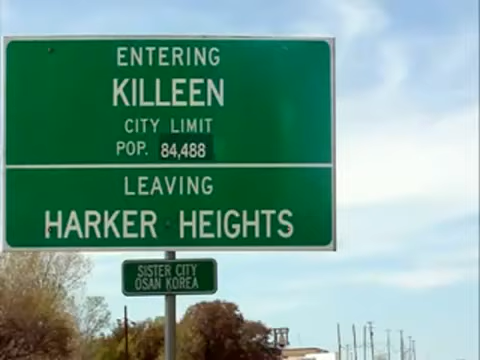 ENTERING
KILLEEN
CITY LIMIT
POP. 84,488
LEAVING
HARKER HEIGHTS
SISTER CITY
OSAN KOREA